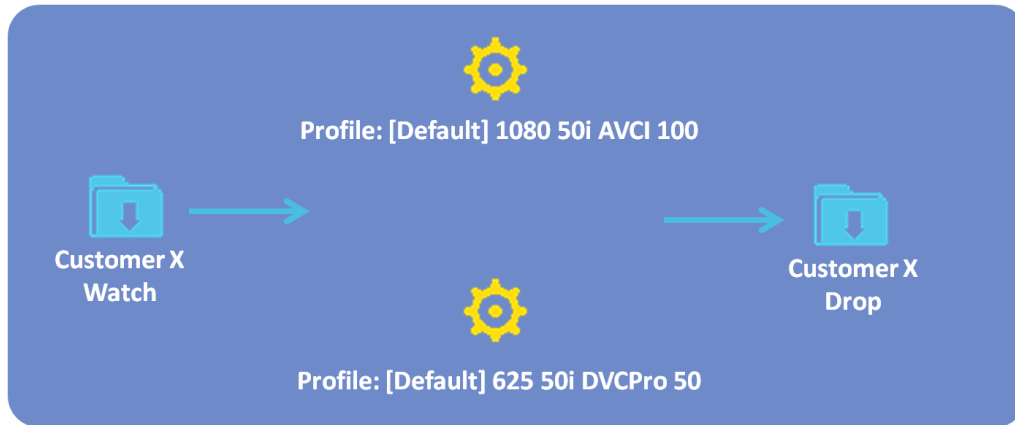 Profile: [Default] 1080 50i AVCI 100
Customer X
Watch
Customer X
Drop
Profile: [Default] 625 50i DVCPro 50